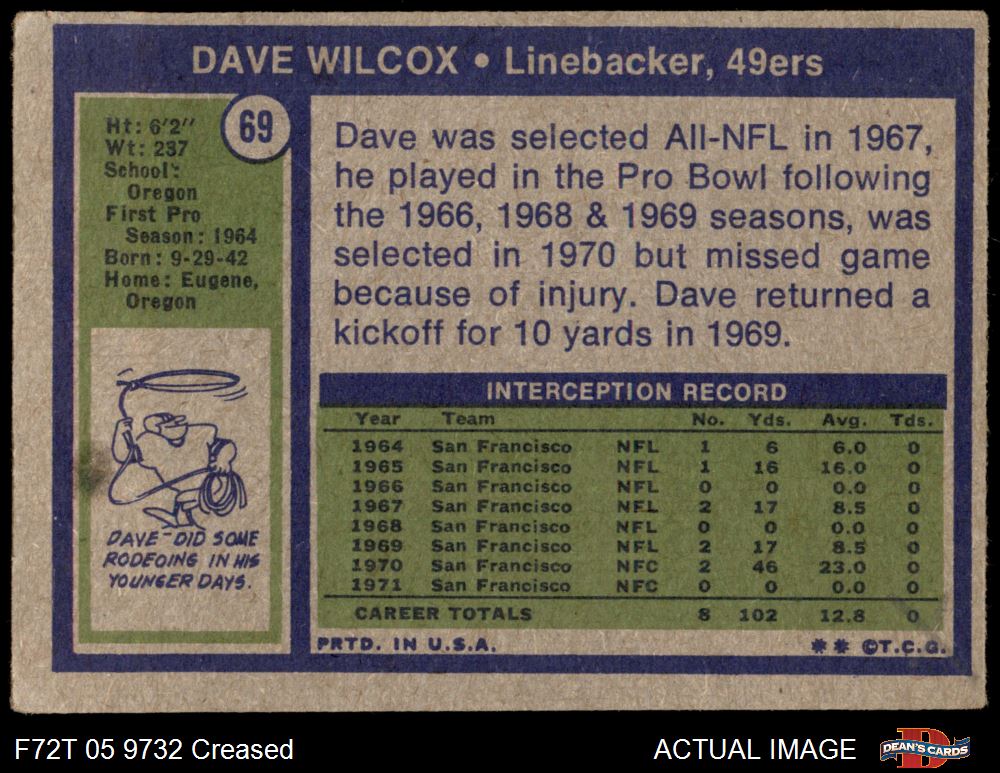 DAVE WILCOX • Linebacker, 49ers
69
Ht: 6'2"
Wt: 237
School:
Oregon
First Pro
Season: 1964
Born: 9-29-42
Home: Eugene,
Oregon
DAVE DID SOME
RODEOING IN HIS
YOUNGER DAYS.
Dave was selected All-NFL in 1967,
he played in the Pro Bowl following
the 1966, 1968 & 1969 seasons, was
selected in 1970 but missed game
because of injury. Dave returned a
kickoff for 10 yards in 1969.
INTERCEPTION RECORD
Year Team No. Yds. Avg. Tds.
1964 San Francisco NFL 1 6 6.0 0
1965 San Francisco NFL 1 16 16.0 0
1966 San Francisco NFL 0 0 0.0 0
1967 San Francisco NFL 2 17 8.5 0
1968 San Francisco NFL 0 0 0.0 0
1969 San Francisco NFL 2 17 8.5 0
1970 San Francisco NFC 2 46 23.0 0
1971 San Francisco NFC 0 0 0.0 0
CAREER TOTALS 8 102 12.8 0
PRTD. IN U.S.A. ** ©T.C.G.
F72T 05 9732 Creased
ACTUAL IMAGE
D
DEAN'S CARDS